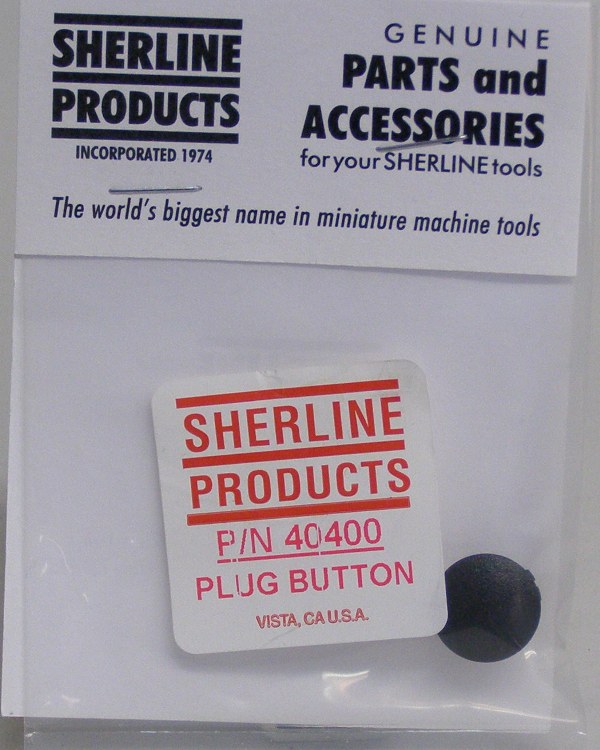 SHERLINE
PRODUCTS
INCORPORATED 1974
GENUINE
PARTS and
ACCESSORIES
for your SHERLINE tools
The world's biggest name in miniature machine tools
SHERLINE
PRODUCTS
P/N 40400
PLUG BUTTON
VISTA, CA U.S.A.